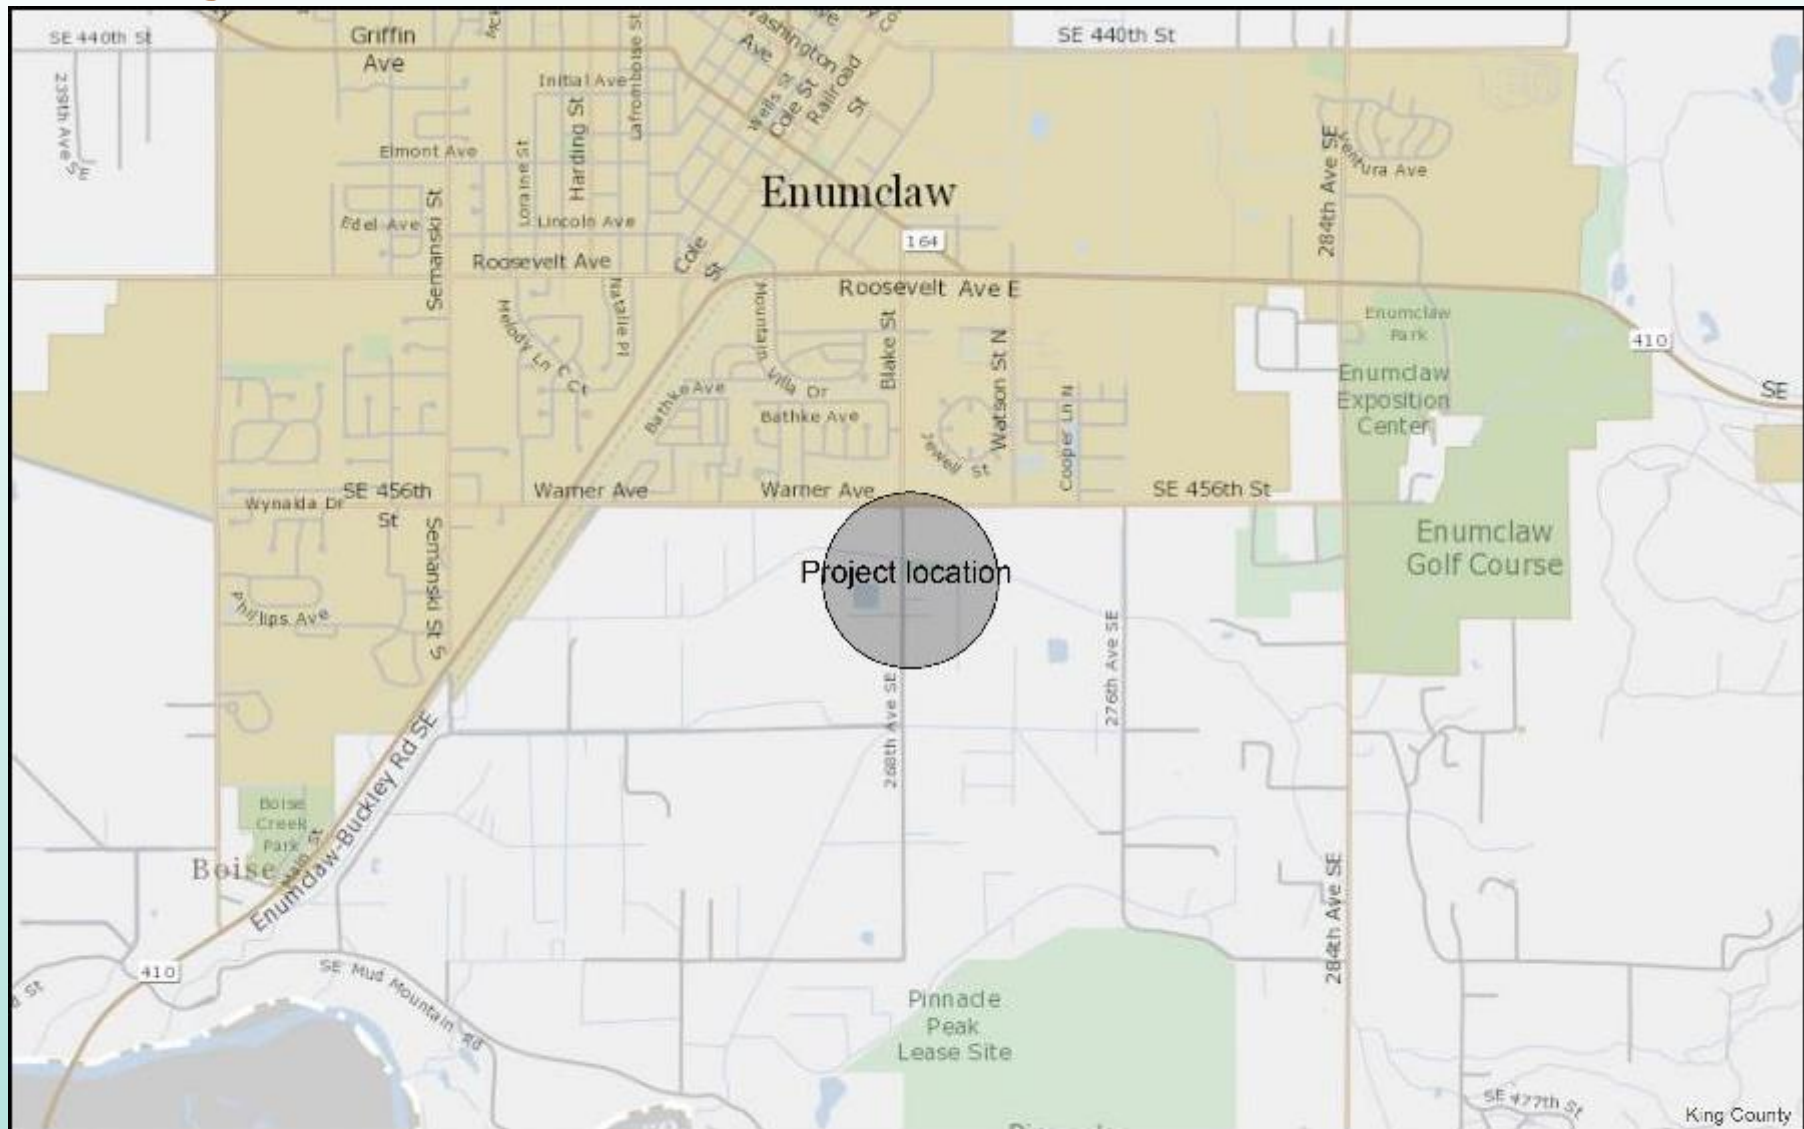 SE 440th St
Griffin
Ave
Washington
Ave
SE 440th St
239th Ave SE
Initial Ave
Lafromboise St
Wells St
Cole St
Railroad
St
Harding St
Elmont Ave
Loraine St
Enumclaw
284th Ave SE
Ventura Ave
Semanski St
Edel Ave
Lincoln Ave
164
Roosevelt Ave
Cole St
Roosevelt Ave E
Natalie Pl
Melody Ln
C Ct
Mountain Villa Dr
Blake St
Watson St N
Enumclaw
Park
410
Enumclaw
Exposition
Center
SE
Bathke Ave
Bathke Ave
Jewell St
Cooper Ln N
Wynalda Dr
SE 456th
St
Warner Ave
Warner Ave
SE 456th St
Enumclaw
Golf Course
Semanski St S
Project location
Phillips Ave
276th Ave SE
268th Ave SE
Enumclaw-Buckley Rd SE
Boise
Creek
Park
Main St
Boise
284th Ave SE
410
SE Mud Mountain Rd
Pinnacle
Peak
Lease Site
SE 477th St
King County